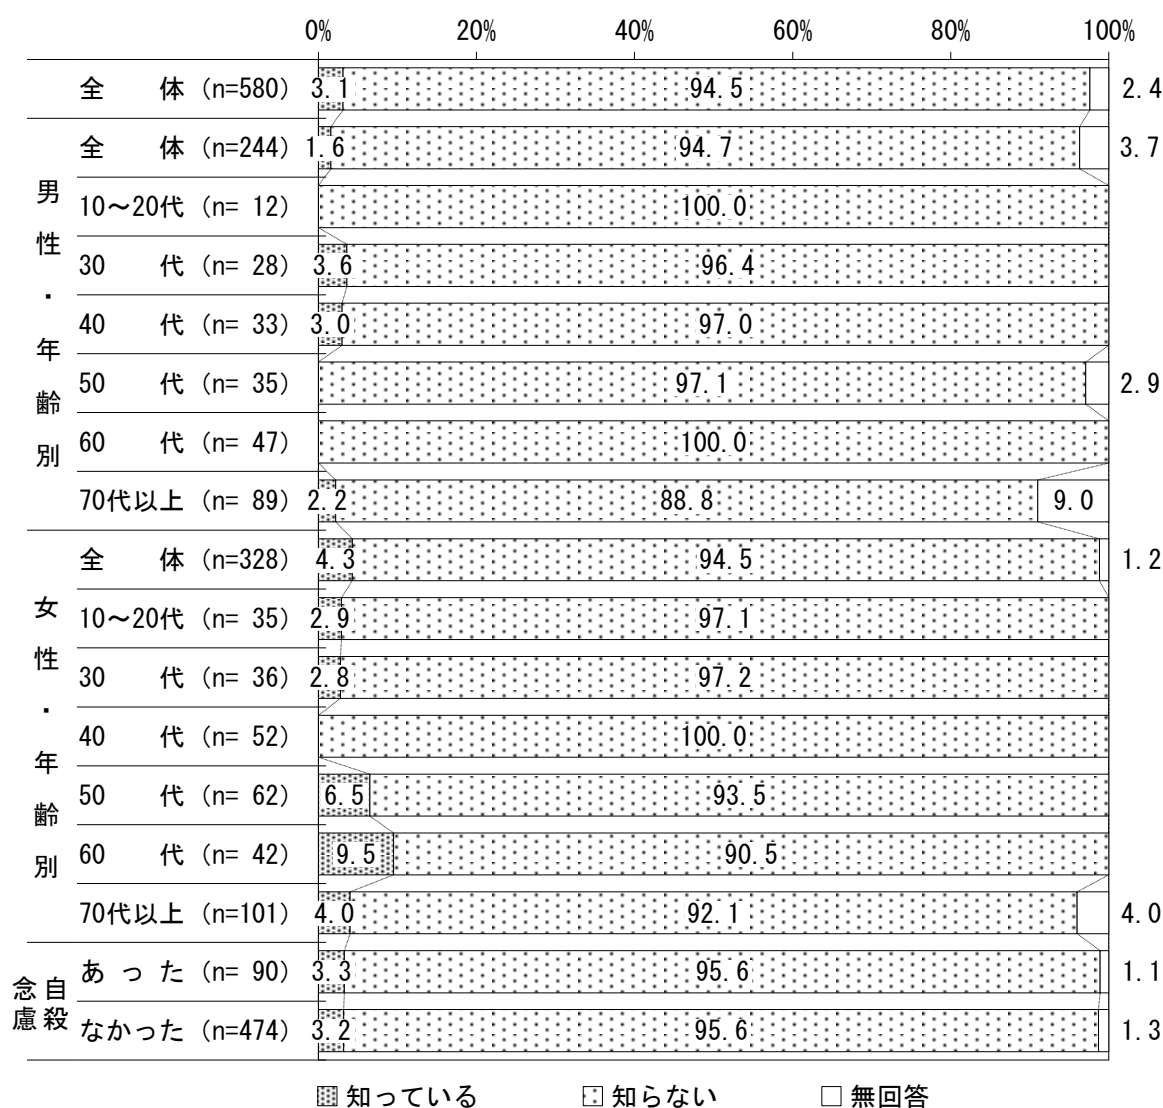 0% 20% 40% 60% 80% 100%
全 体 (n=580) 3.1 94.5 2.4
男性・年齢別
全 体 (n=244) 1.6 94.7 3.7
10～20代 (n= 12) 100.0
30 代 (n= 28) 3.6 96.4
40 代 (n= 33) 3.0 97.0
50 代 (n= 35) 97.1 2.9
60 代 (n= 47) 100.0
70代以上 (n= 89) 2.2 88.8 9.0
女性・年齢別
全 体 (n=328) 4.3 94.5 1.2
10～20代 (n= 35) 2.9 97.1
30 代 (n= 36) 2.8 97.2
40 代 (n= 52) 100.0
50 代 (n= 62) 6.5 93.5
60 代 (n= 42) 9.5 90.5
70代以上 (n=101) 4.0 92.1 4.0
自殺念慮
あ っ た (n= 90) 3.3 95.6 1.1
なかった (n=474) 3.2 95.6 1.3
知っている 知らない 無回答